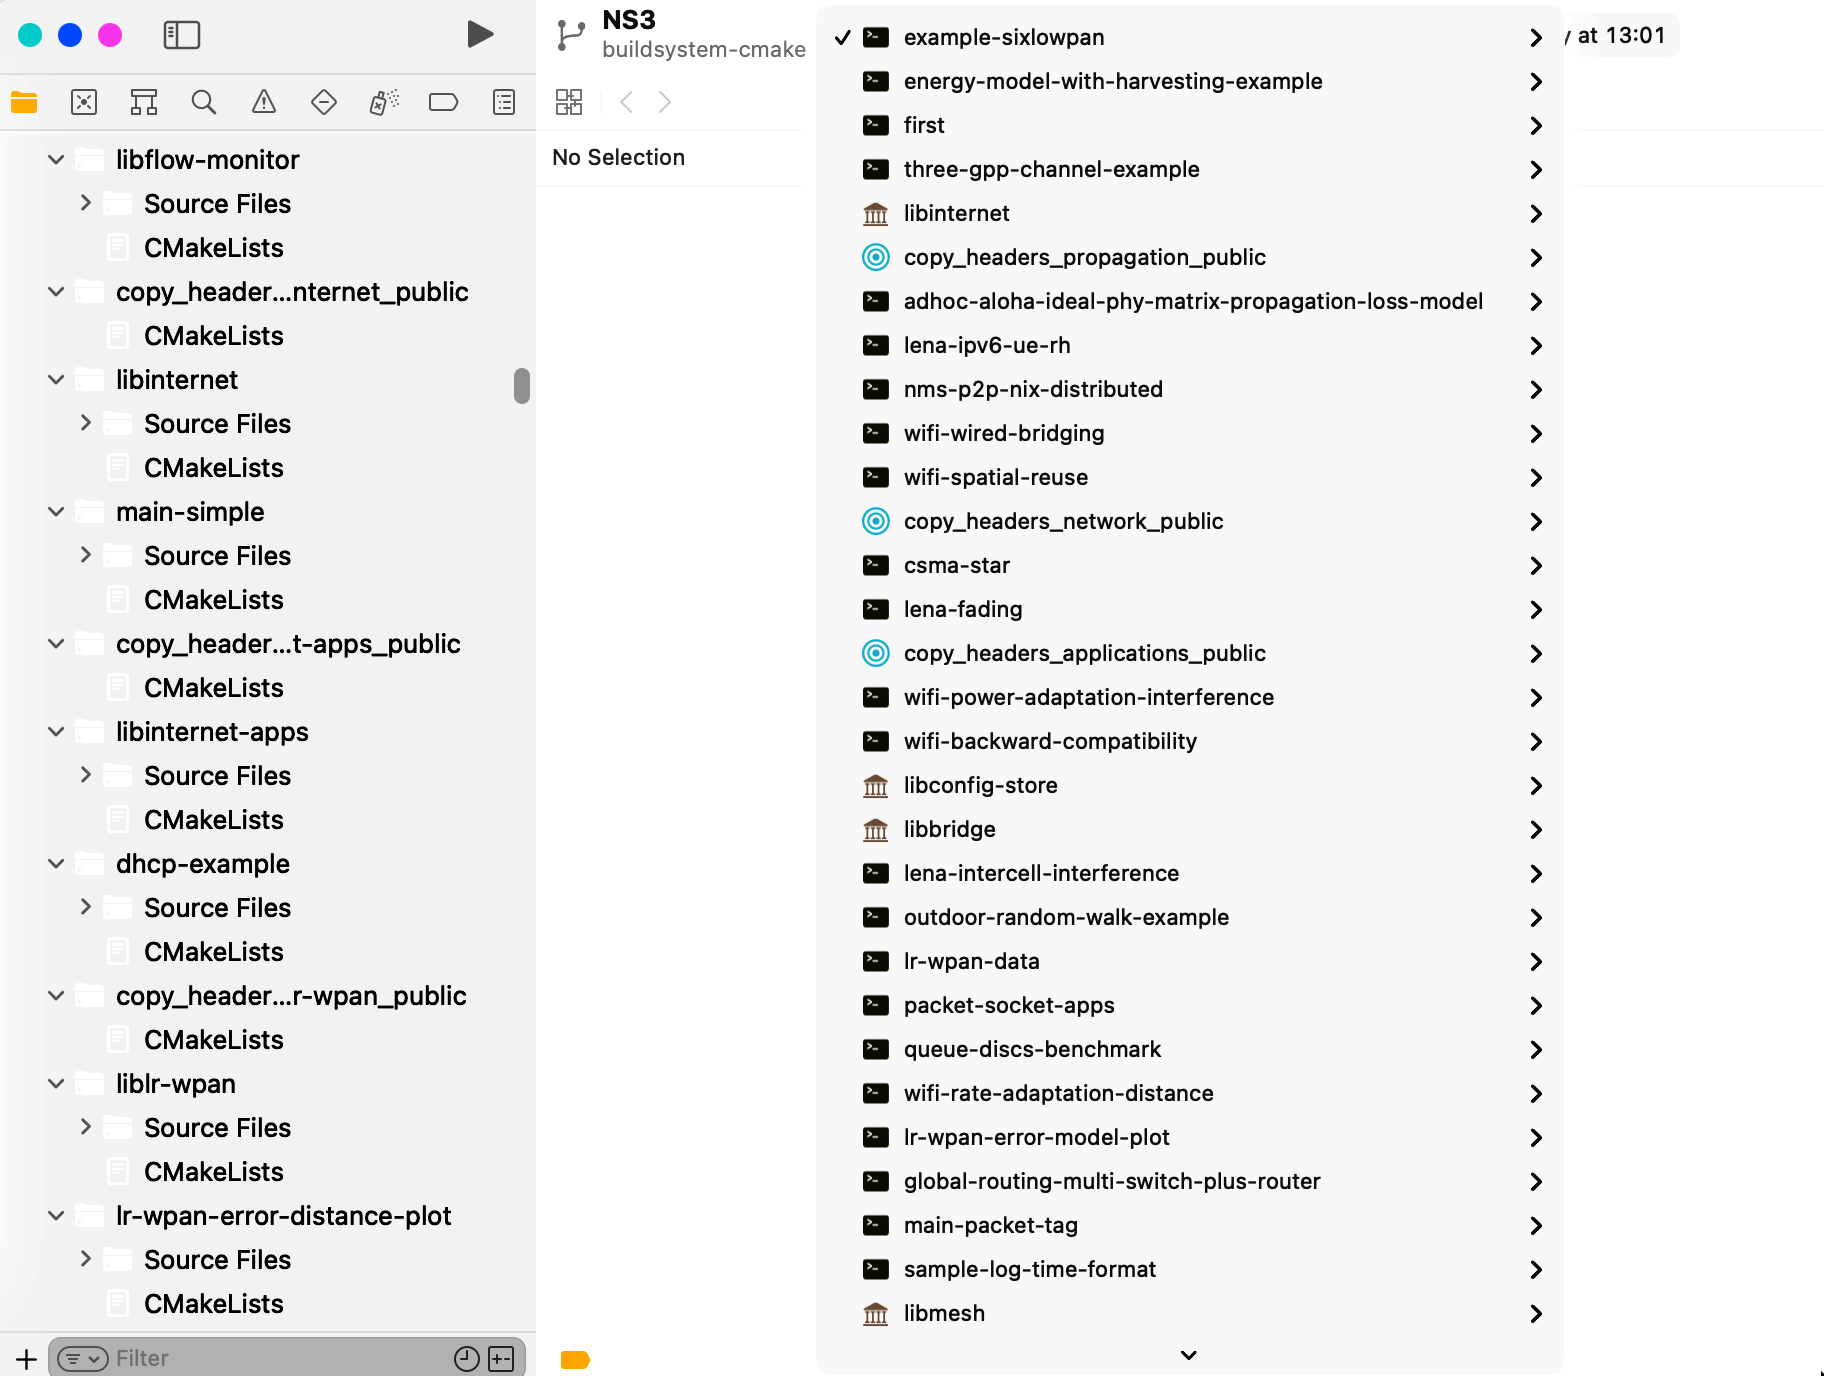 NS3
buildsystem-cmake
at 13:01
No Selection
libflow-monitor
Source Files
CMakeLists
copy_header...nternet_public
CMakeLists
libinternet
Source Files
CMakeLists
main-simple
Source Files
CMakeLists
copy_header...t-apps_public
CMakeLists
libinternet-apps
Source Files
CMakeLists
dhcp-example
Source Files
CMakeLists
copy_header...r-wpan_public
CMakeLists
liblr-wpan
Source Files
CMakeLists
lr-wpan-error-distance-plot
Source Files
CMakeLists
Filter
example-sixlowpan
energy-model-with-harvesting-example
first
three-gpp-channel-example
libinternet
copy_headers_propagation_public
adhoc-aloha-ideal-phy-matrix-propagation-loss-model
lena-ipv6-ue-rh
nms-p2p-nix-distributed
wifi-wired-bridging
wifi-spatial-reuse
copy_headers_network_public
csma-star
lena-fading
copy_headers_applications_public
wifi-power-adaptation-interference
wifi-backward-compatibility
libconfig-store
libbridge
lena-intercell-interference
outdoor-random-walk-example
lr-wpan-data
packet-socket-apps
queue-discs-benchmark
wifi-rate-adaptation-distance
lr-wpan-error-model-plot
global-routing-multi-switch-plus-router
main-packet-tag
sample-log-time-format
libmesh